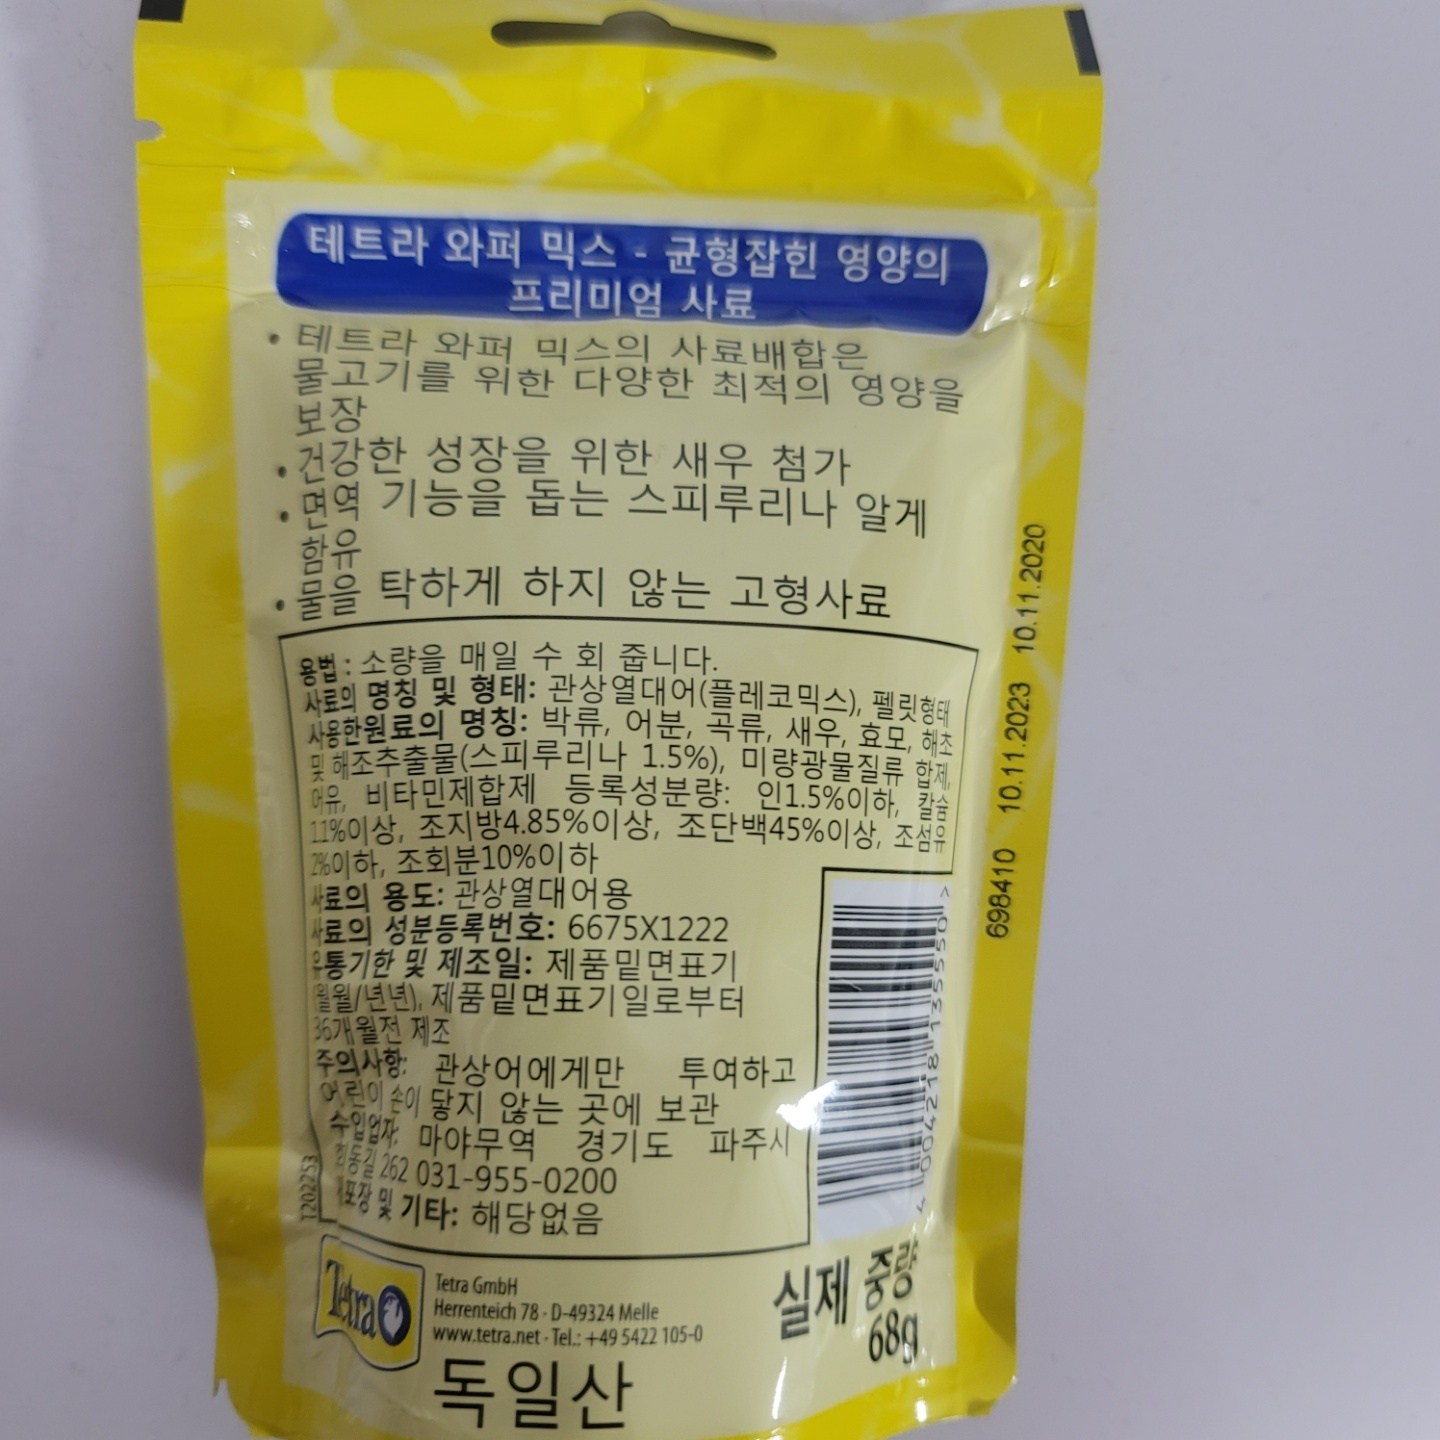 테트라 와퍼 믹스 - 균형잡힌 영양의
프리미엄 사료
• 테트라 와퍼 믹스의 사료배합은
물고기를 위한 다양한 최적의 영양을
보장
• 건강한 성장을 위한 새우 첨가
• 면역 기능을 돕는 스피루리나 알게
함유
• 물을 탁하게 하지 않는 고형사료
용법 : 소량을 매일 수 회 줍니다.
사료의 명칭 및 형태: 관상열대어(플레코믹스), 펠릿형태
사용한원료의 명칭: 박류, 어분, 곡류, 새우, 효모, 해초
및 해조추출물(스피루리나 1.5%), 미량광물질류 합제,
어유, 비타민제합제 등록성분량: 인1.5%이하, 칼슘
1.1%이상, 조지방4.85%이상, 조단백45%이상, 조섬유
2%이하, 조회분10%이하
사료의 용도: 관상열대어용
사료의 성분등록번호: 6675X1222
유통기한 및 제조일: 제품밑면표기
(월월/년년), 제품밑면표기일로부터
36개월전 제조
주의사항: 관상어에게만 투여하고
어린이 손이 닿지 않는 곳에 보관
수입업자: 마야무역 경기도 파주시
262 031-955-0200
포장 및 기타: 해당없음
T202253
4 004218 135550 >
698410 10.11.2023 10.11.2020
Tetra
Tetra GmbH
Herrenteich 78 · D-49324 Melle
www.tetra.net · Tel.: +49 5422 105-0
실제 중량
68g
독일산